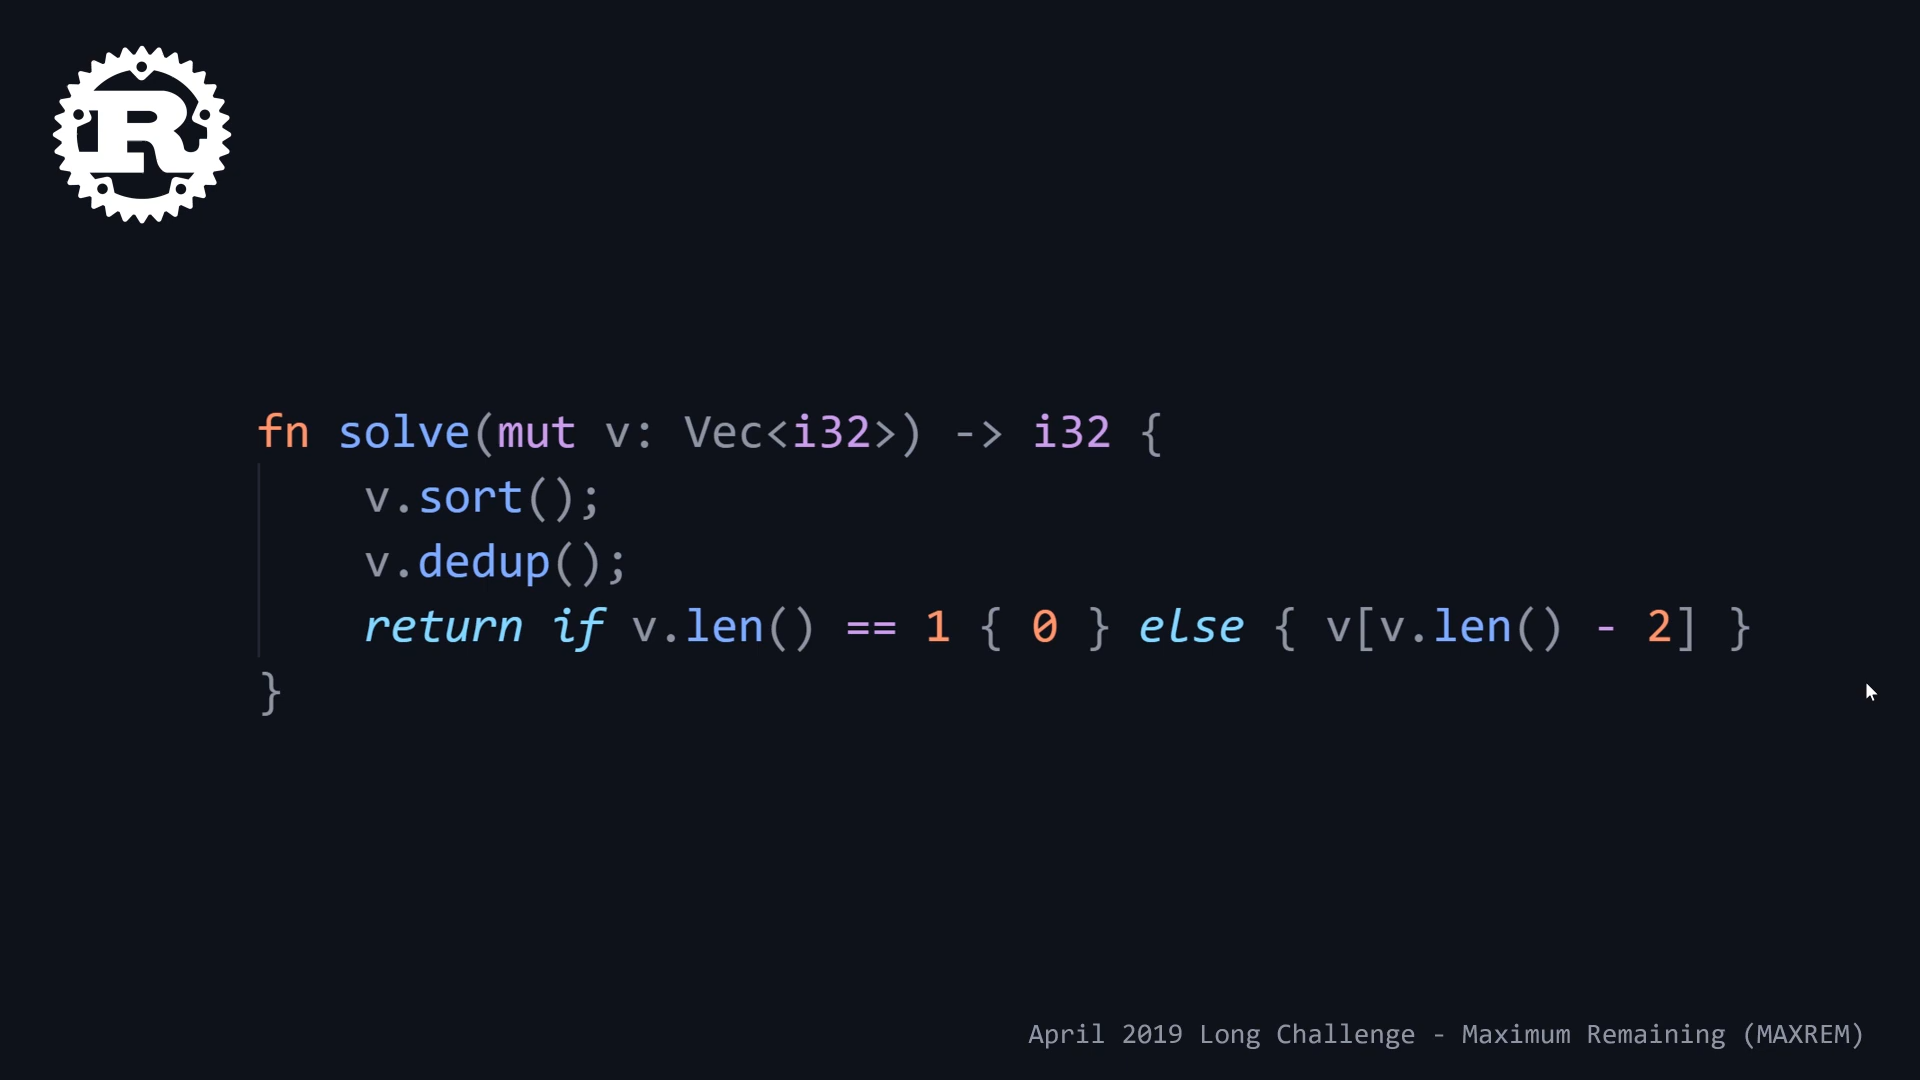 R
fn solve(mut v: Vec<i32>) -> i32 {
    v.sort();
    v.dedup();
    return if v.len() == 1 { 0 } else { v[v.len() - 2] }
}
April 2019 Long Challenge - Maximum Remaining (MAXREM)